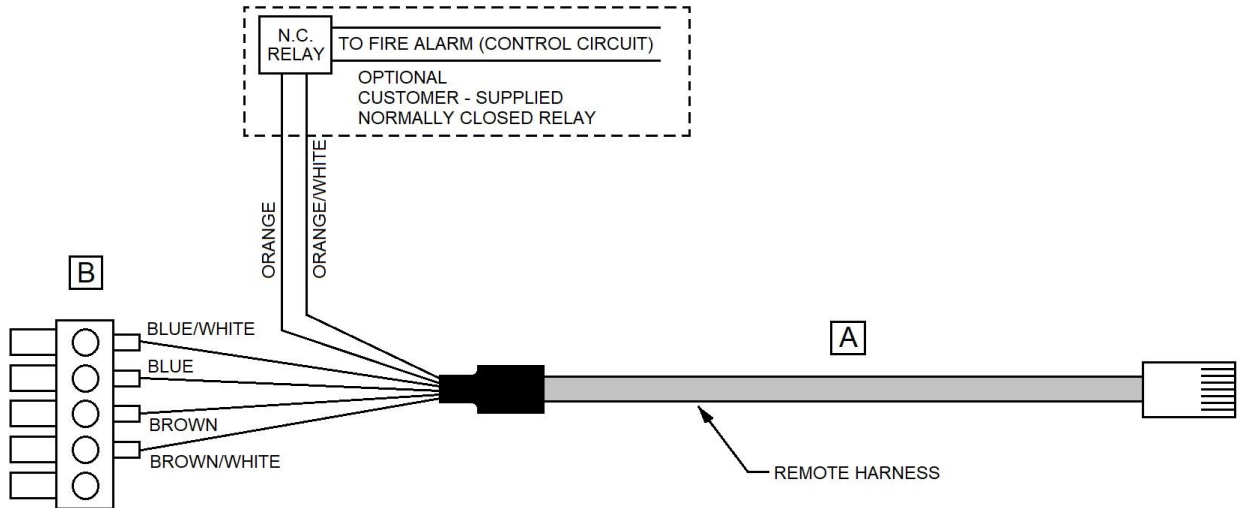 N.C.
RELAY
TO FIRE ALARM (CONTROL CIRCUIT)
OPTIONAL
CUSTOMER - SUPPLIED
NORMALLY CLOSED RELAY
ORANGE
ORANGE/WHITE
B
BLUE/WHITE
BLUE
BROWN
BROWN/WHITE
A
REMOTE HARNESS